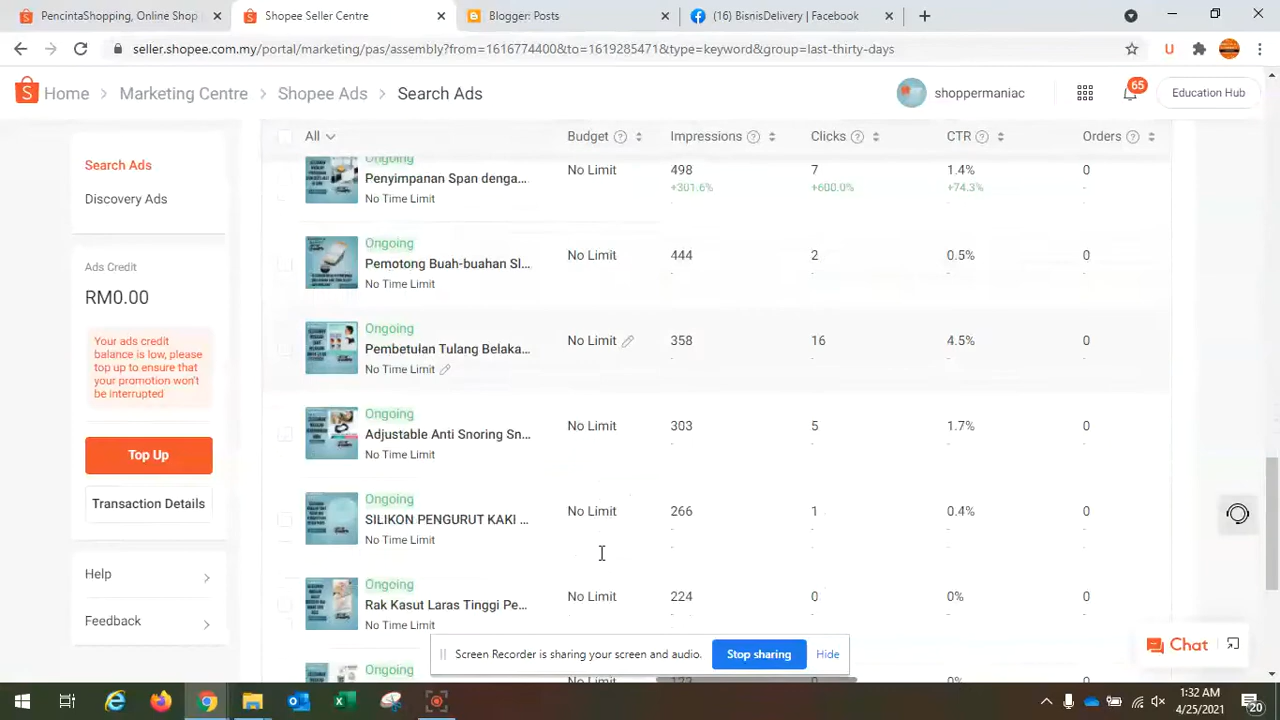 PencintaShopping, Online Shop
Shopee Seller Centre
Blogger: Posts
(16) BisnisDelivery | Facebook
seller.shopee.com.my/portal/marketing/pas/assembly?from=1616774400&to=1619285471&type=keyword&group=last-thirty-days
Home > Marketing Centre > Shopee Ads > Search Ads
shoppermaniac
65
Education Hub
Search Ads
Discovery Ads
Ads Credit
RM0.00
Your ads credit
balance is low, please
top up to ensure that
your promotion won't
be interrupted
Top Up
Transaction Details
Help
Feedback
All Budget Impressions Clicks CTR Orders
Ongoing
Penyimpanan Span denga... No Limit 498 7 1.4% 0
+301.6% +600.0% +74.3%
No Time Limit
Ongoing
Pemotong Buah-buahan Sl... No Limit 444 2 0.5% 0
No Time Limit
Ongoing
Pembetulan Tulang Belaka... No Limit 358 16 4.5% 0
No Time Limit
Ongoing
Adjustable Anti Snoring Sn... No Limit 303 5 1.7% 0
No Time Limit
Ongoing
SILIKON PENGURUT KAKI ... No Limit 266 1 0.4% 0
No Time Limit
Ongoing
Rak Kasut Laras Tinggi Pe... No Limit 224 0 0% 0
No Time Limit
Ongoing
Screen Recorder is sharing your screen and audio.
Stop sharing
Hide
Chat
1:32 AM
4/25/2021
20